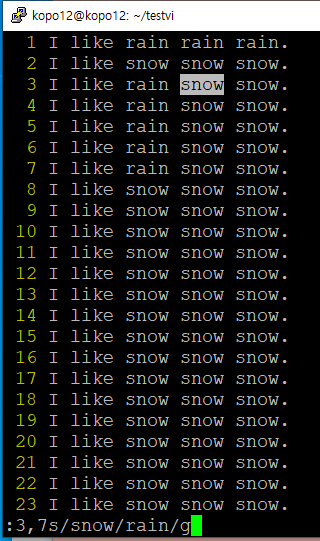 kopo12@kopo12: ~/testvi
1 I like rain rain rain.
2 I like snow snow snow.
3 I like rain snow snow.
4 I like rain snow snow.
5 I like rain snow snow.
6 I like rain snow snow.
7 I like rain snow snow.
8 I like snow snow snow.
9 I like snow snow snow.
10 I like snow snow snow.
11 I like snow snow snow.
12 I like snow snow snow.
13 I like snow snow snow.
14 I like snow snow snow.
15 I like snow snow snow.
16 I like snow snow snow.
17 I like snow snow snow.
18 I like snow snow snow.
19 I like snow snow snow.
20 I like snow snow snow.
21 I like snow snow snow.
22 I like snow snow snow.
23 I like snow snow snow.
:3,7s/snow/rain/g